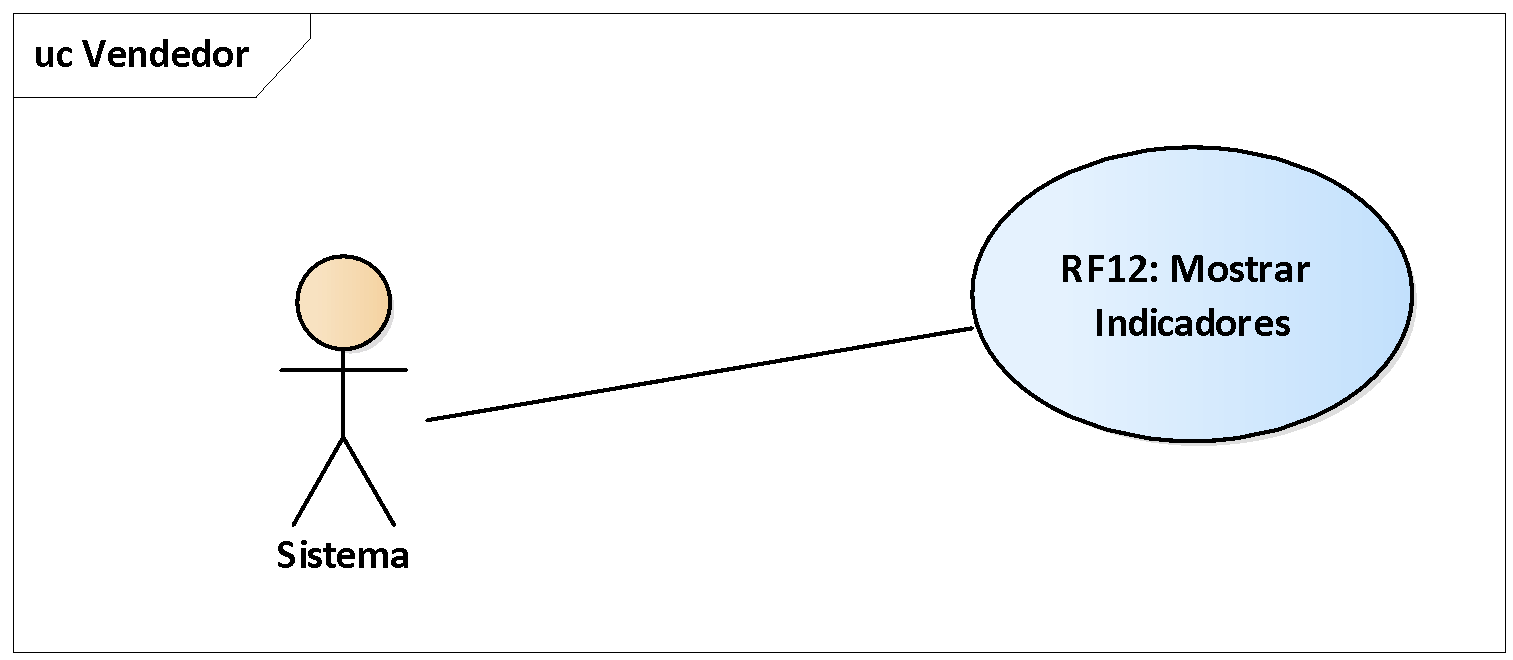 uc Vendedor
RF12: Mostrar
Indicadores
Sistema